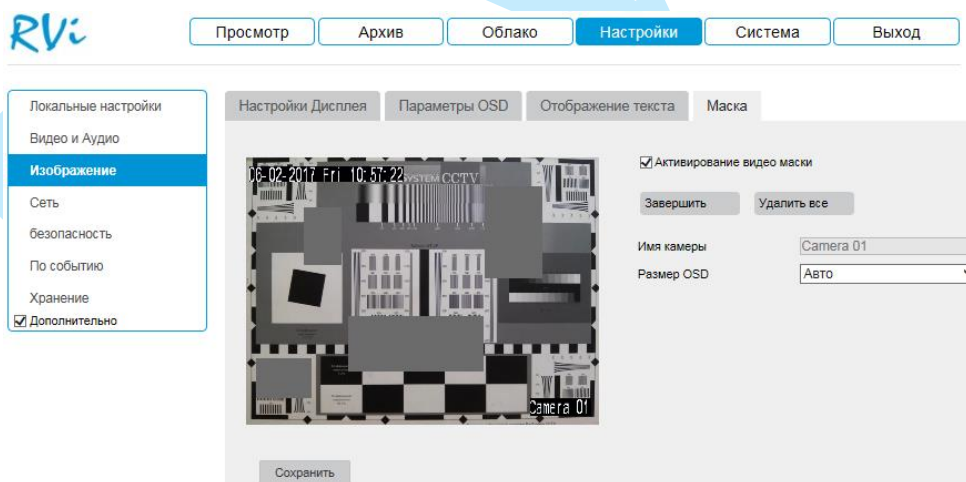 RVi
Просмотр
Архив
Облако
Настройки
Система
Выход
Локальные настройки
Видео и Аудио
Изображение
Сеть
безопасность
По событию
Хранение
Дополнительно
Настройки Дисплея
Параметры OSD
Отображение текста
Маска
06-02-2017 Fri 10:57:22
SYSTEM CCTV
Camera 01
Активирование видео маски
Завершить
Удалить все
Имя камеры
Camera 01
Размер OSD
Авто
Сохранить